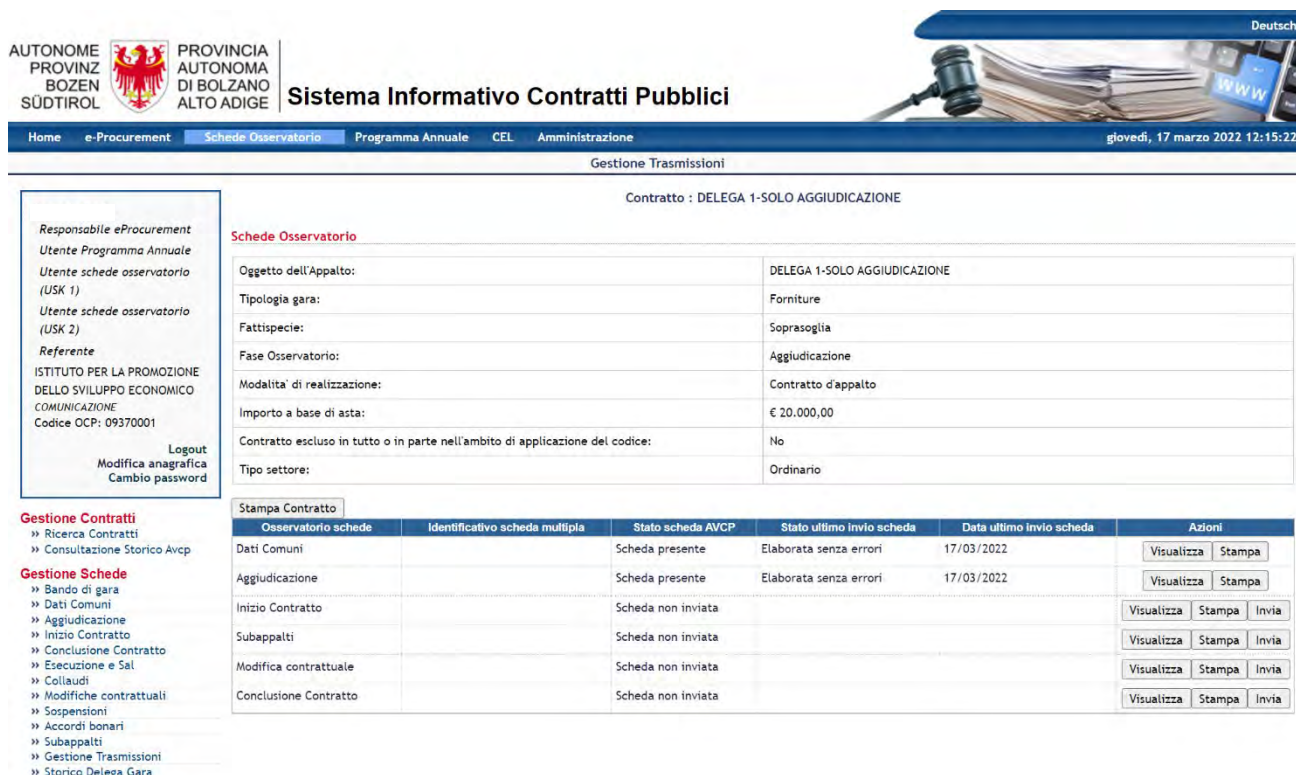 Deutsch
AUTONOME
PROVINZ
BOZEN
SÜDTIROL
PROVINCIA
AUTONOMA
DI BOLZANO
ALTO ADIGE
Sistema Informativo Contratti Pubblici
WWW
Home e-Procurement Schede Osservatorio Programma Annuale CEL Amministrazione giovedì, 17 marzo 2022 12:15:22
Gestione Trasmissioni
Responsabile eProcurement
Utente Programma Annuale
Utente schede osservatorio
(USK 1)
Utente schede osservatorio
(USK 2)
Referente
ISTITUTO PER LA PROMOZIONE
DELLO SVILUPPO ECONOMICO
COMUNICAZIONE
Codice OCP: 09370001
Logout
Modifica anagrafica
Cambio password
Gestione Contratti
» Ricerca Contratti
» Consultazione Storico Avcp
Gestione Schede
» Bando di gara
» Dati Comuni
» Aggiudicazione
» Inizio Contratto
» Conclusione Contratto
» Esecuzione e Sal
» Collaudi
» Modifiche contrattuali
» Sospensioni
» Accordi bonari
» Subappalti
» Gestione Trasmissioni
» Storico Delega Gara
Contratto : DELEGA 1-SOLO AGGIUDICAZIONE
Schede Osservatorio
Oggetto dell'Appalto: DELEGA 1-SOLO AGGIUDICAZIONE
Tipologia gara: Forniture
Fattispecie: Soprasoglia
Fase Osservatorio: Aggiudicazione
Modalita' di realizzazione: Contratto d'appalto
Importo a base di asta: € 20.000,00
Contratto escluso in tutto o in parte nell'ambito di applicazione del codice: No
Tipo settore: Ordinario
Stampa Contratto
Osservatorio schede Identificativo scheda multipla Stato scheda AVCP Stato ultimo invio scheda Data ultimo invio scheda Azioni
Dati Comuni Scheda presente Elaborata senza errori 17/03/2022 Visualizza Stampa
Aggiudicazione Scheda presente Elaborata senza errori 17/03/2022 Visualizza Stampa
Inizio Contratto Scheda non inviata Visualizza Stampa Invia
Subappalti Scheda non inviata Visualizza Stampa Invia
Modifica contrattuale Scheda non inviata Visualizza Stampa Invia
Conclusione Contratto Scheda non inviata Visualizza Stampa Invia